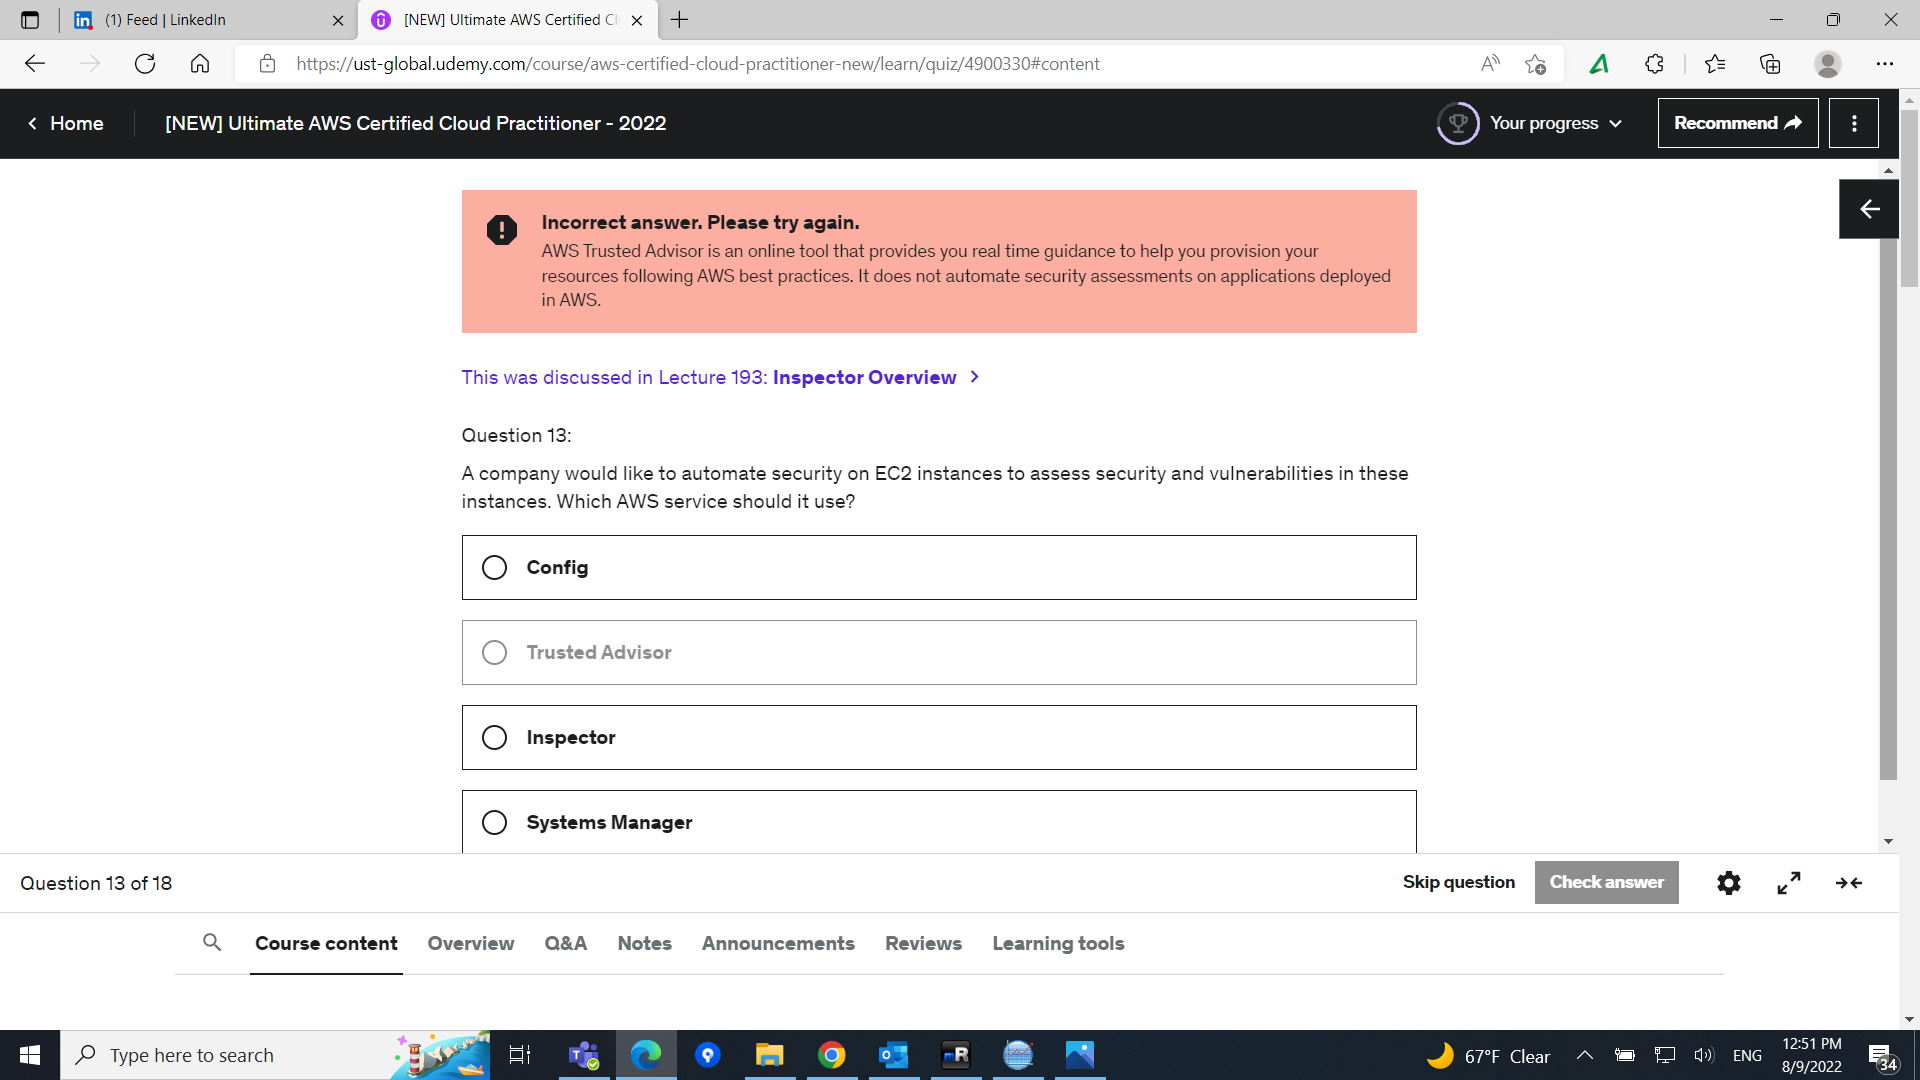 (1) Feed | LinkedIn
[NEW] Ultimate AWS Certified Cl
https://ust-global.udemy.com/course/aws-certified-cloud-practitioner-new/learn/quiz/4900330#content
Home
[NEW] Ultimate AWS Certified Cloud Practitioner - 2022
Your progress
Recommend
Incorrect answer. Please try again.
AWS Trusted Advisor is an online tool that provides you real time guidance to help you provision your
resources following AWS best practices. It does not automate security assessments on applications deployed
in AWS.
This was discussed in Lecture 193: Inspector Overview
Question 13:
A company would like to automate security on EC2 instances to assess security and vulnerabilities in these
instances. Which AWS service should it use?
Config
Trusted Advisor
Inspector
Systems Manager
Question 13 of 18
Skip question
Check answer
Course content
Overview
Q&A
Notes
Announcements
Reviews
Learning tools
Type here to search
67°F Clear
ENG
12:51 PM
8/9/2022
34